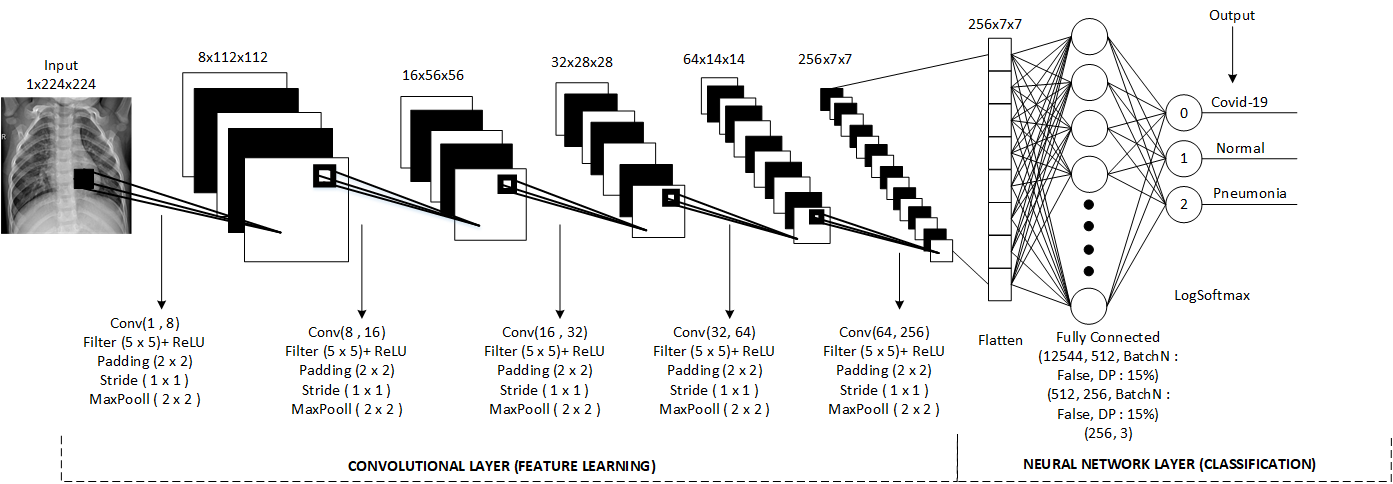 Input
1x224x224
R
8x112x112
16x56x56
32x28x28
64x14x14
256x7x7
256x7x7
Output
0
Covid-19
1
Normal
2
Pneumonia
LogSoftmax
Conv(1 , 8)
Filter (5 x 5)+ ReLU
Padding (2 x 2)
Stride ( 1 x 1 )
MaxPooll ( 2 x 2 )
Conv(8 , 16)
Filter (5 x 5)+ ReLU
Padding (2 x 2)
Stride ( 1 x 1 )
MaxPooll ( 2 x 2 )
Conv(16 , 32)
Filter (5 x 5)+ ReLU
Padding (2 x 2)
Stride ( 1 x 1 )
MaxPooll ( 2 x 2 )
Conv(32, 64)
Filter (5 x 5)+ ReLU
Padding (2 x 2)
Stride ( 1 x 1 )
MaxPooll ( 2 x 2 )
Conv(64, 256)
Filter (5 x 5)+ ReLU
Padding (2 x 2)
Stride ( 1 x 1 )
MaxPooll ( 2 x 2 )
Flatten
Fully Connected
(12544, 512, BatchN :
False, DP : 15%)
(512, 256, BatchN :
False, DP : 15%)
(256, 3)
CONVOLUTIONAL LAYER (FEATURE LEARNING)
NEURAL NETWORK LAYER (CLASSIFICATION)